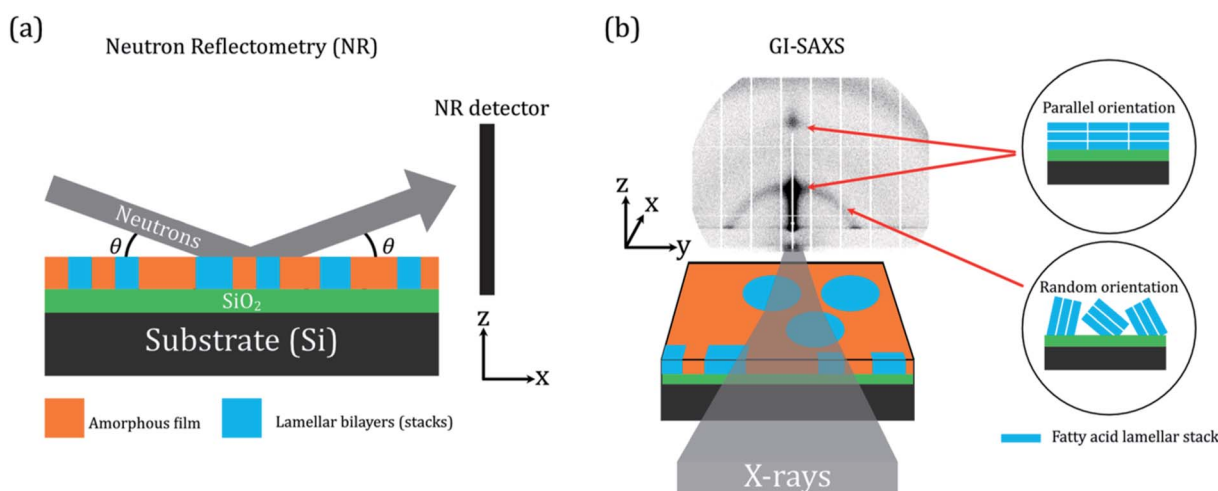 (a)
Neutron Reflectometry (NR)
NR detector
Neutrons
θ
θ
SiO₂
Substrate (Si)
z
x
Amorphous film
Lamellar bilayers (stacks)
(b)
GI-SAXS
Parallel orientation
z
x
y
Random orientation
Fatty acid lamellar stack
X-rays